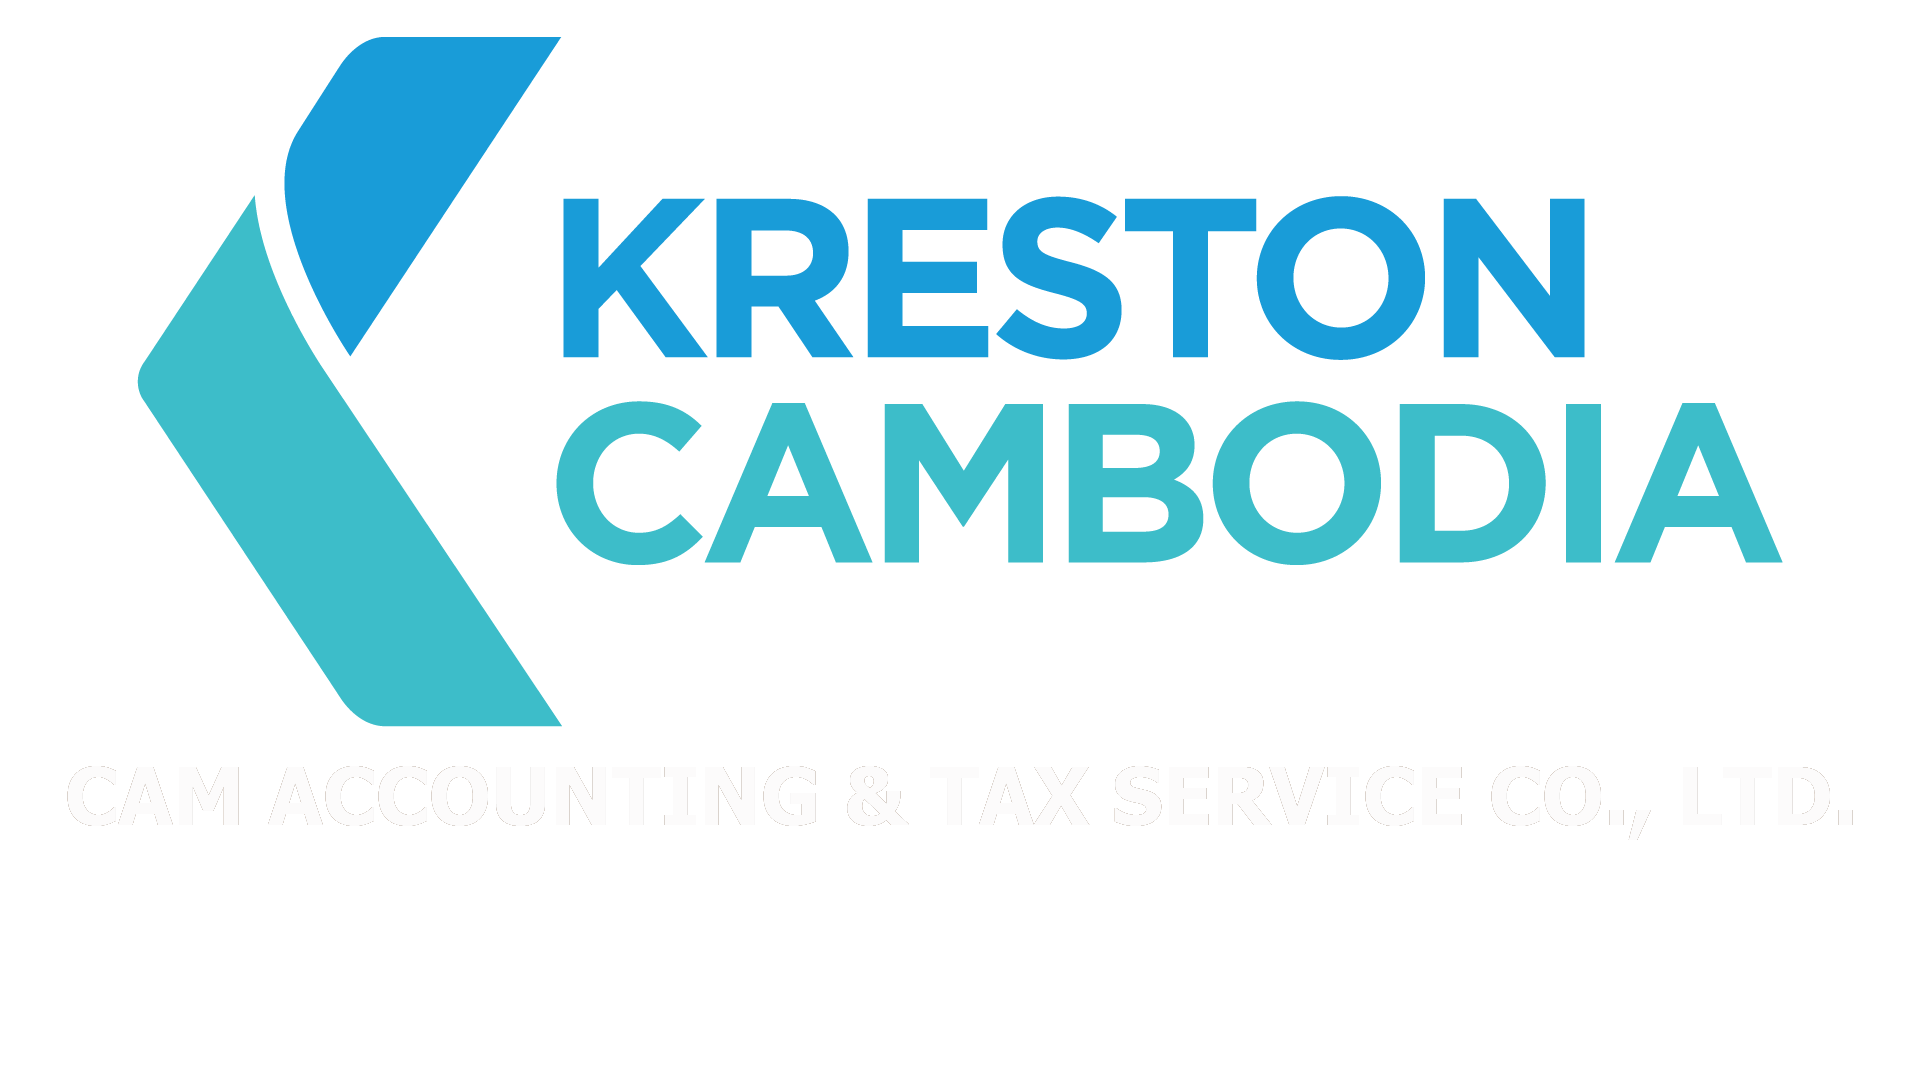 KRESTON
CAMBODIA
CAM ACCOUNTING & TAX SERVICE CO., LTD.